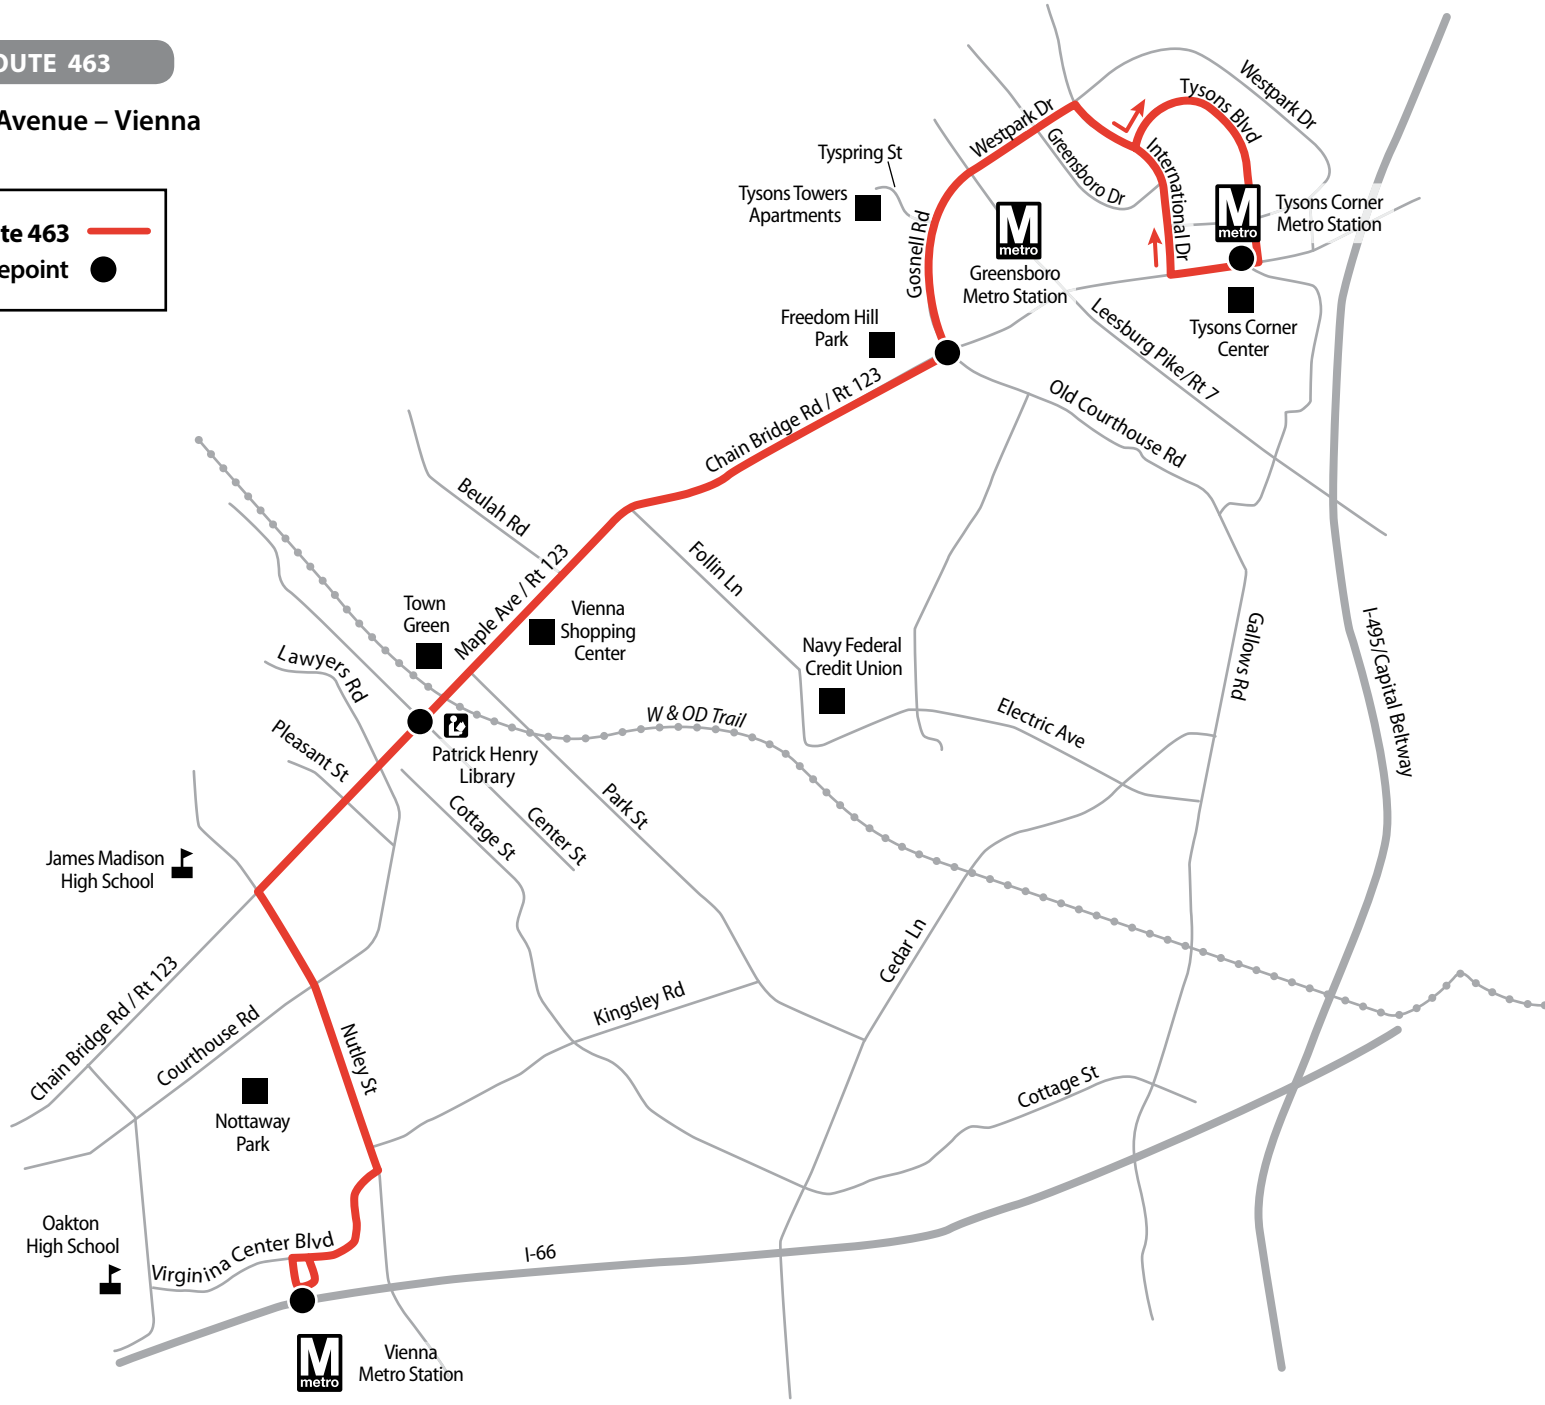 OUTE 463
Avenue – Vienna
te 463
epoint
Westpark Dr
Tysons Blvd
Westpark Dr
Greensboro Dr
International Dr
Tyspring St
Tysons Towers
Apartments
Gosnell Rd
M
metro
Greensboro
Metro Station
M
metro
Tysons Corner
Metro Station
Tysons Corner
Center
Freedom Hill
Park
Leesburg Pike/Rt 7
Chain Bridge Rd / Rt 123
Old Courthouse Rd
Beulah Rd
Maple Ave / Rt 123
Follin Ln
Town
Green
Vienna
Shopping
Center
Navy Federal
Credit Union
Gallows Rd
I-495/Capital Beltway
Lawyers Rd
Pleasant St
W & OD Trail
Electric Ave
Patrick Henry
Library
Cottage St
Center St
Park St
James Madison
High School
Chain Bridge Rd / Rt 123
Courthouse Rd
Cedar Ln
Kingsley Rd
Nutley St
Cottage St
Nottaway
Park
Oakton
High School
Virginina Center Blvd
I-66
M
metro
Vienna
Metro Station